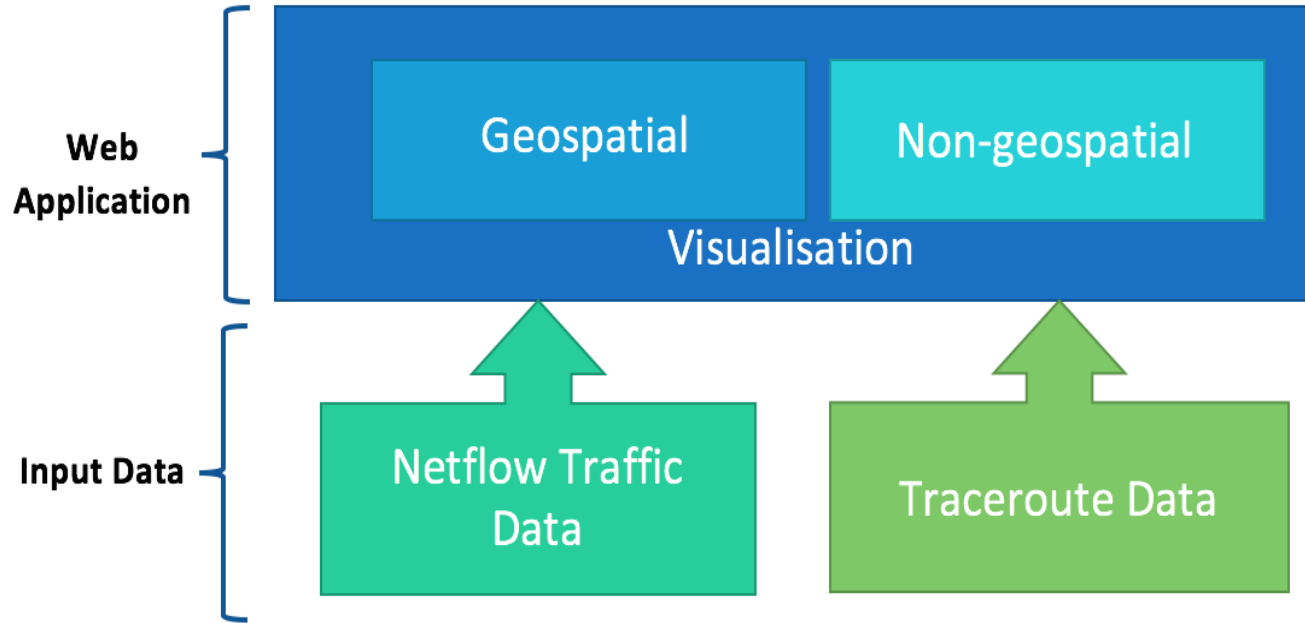 Web
Application
Geospatial
Non-geospatial
Visualisation
Input Data
Netflow Traffic
Data
Traceroute Data